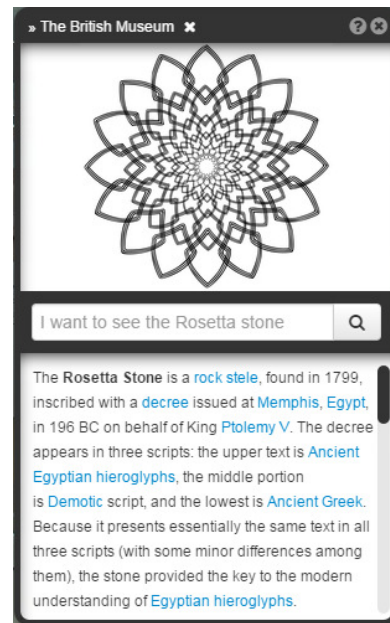 » The British Museum ✖
I want to see the Rosetta stone
The Rosetta Stone is a rock stele, found in 1799,
inscribed with a decree issued at Memphis, Egypt,
in 196 BC on behalf of King Ptolemy V. The decree
appears in three scripts: the upper text is Ancient
Egyptian hieroglyphs, the middle portion
is Demotic script, and the lowest is Ancient Greek.
Because it presents essentially the same text in all
three scripts (with some minor differences among
them), the stone provided the key to the modern
understanding of Egyptian hieroglyphs.